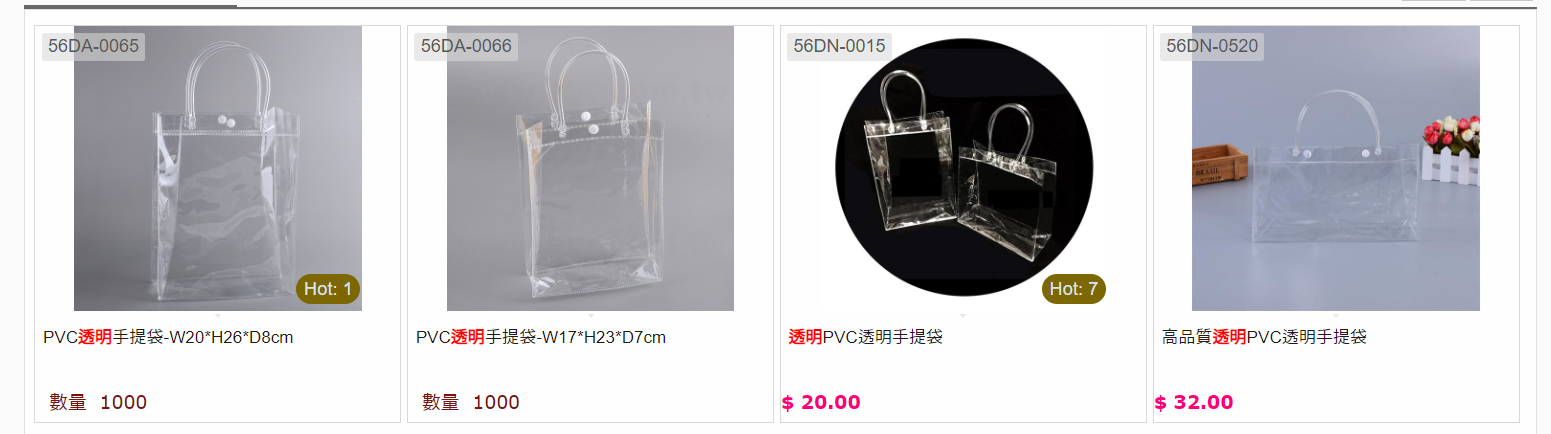 56DA-0065
PVC透明手提袋-W20*H26*D8cm
Hot: 1
數量 1000
56DA-0066
PVC透明手提袋-W17*H23*D7cm
數量 1000
56DN-0015
Hot: 7
透明PVC透明手提袋
$ 20.00
56DN-0520
BRASIL
高品質透明PVC透明手提袋
$ 32.00